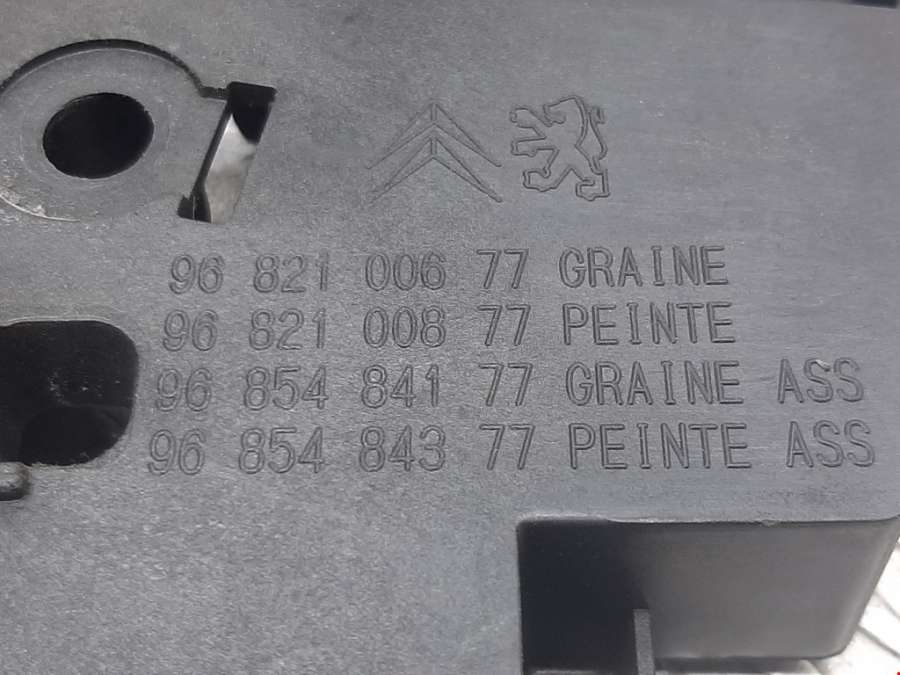 96 821 006 77 GRAINE
96 821 008 77 PEINTE
96 854 841 77 GRAINE ASS
96 854 843 77 PEINTE ASS